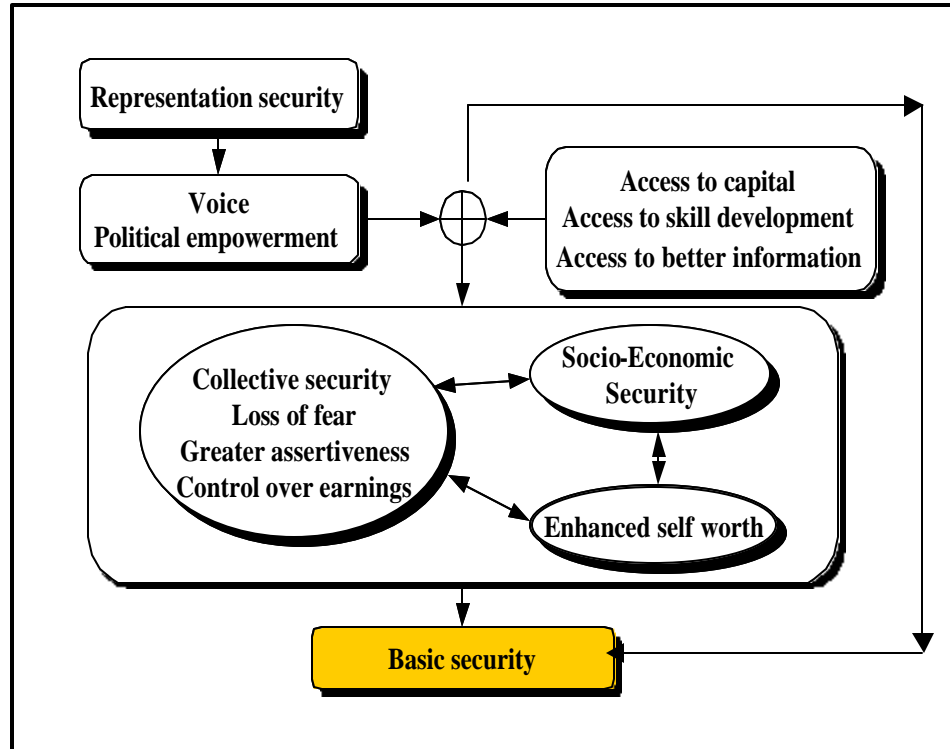 Representation security
Voice
Political empowerment
Access to capital
Access to skill development
Access to better information
Collective security
Loss of fear
Greater assertiveness
Control over earnings
Socio-Economic
Security
Enhanced self worth
Basic security